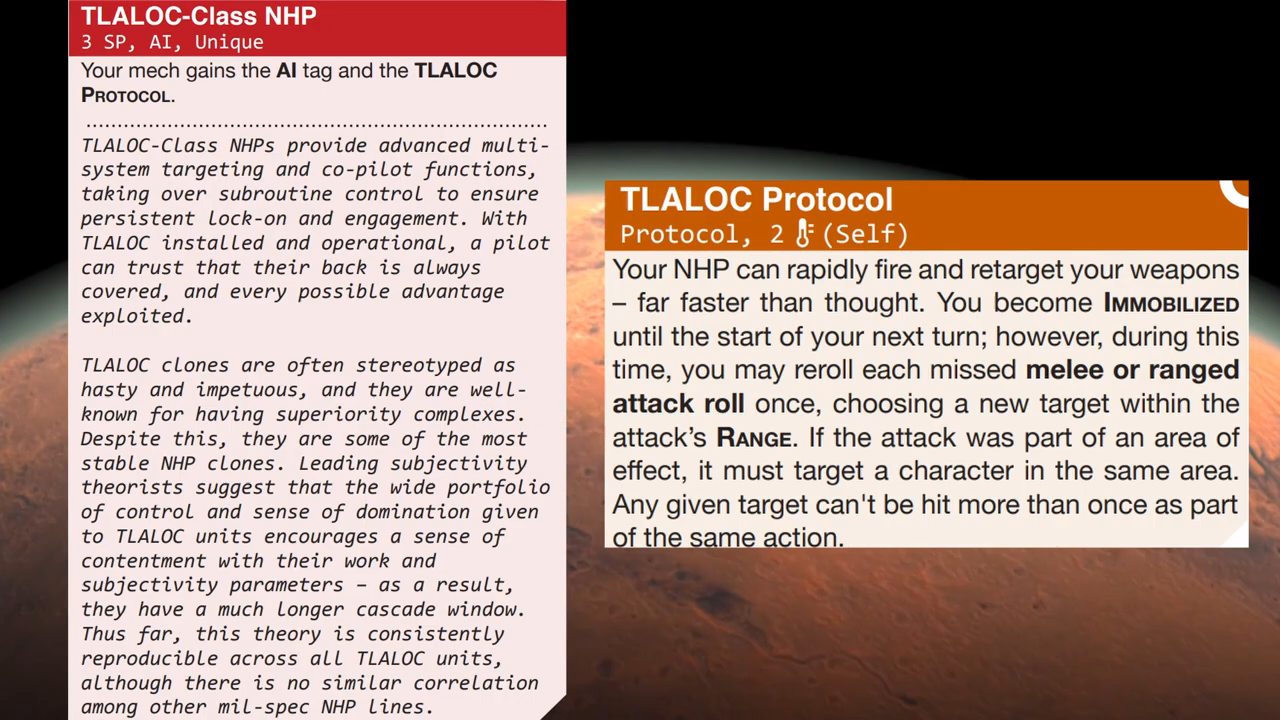 TLALOC-Class NHP
3 SP, AI, Unique
Your mech gains the AI tag and the TLALOC
PROTOCOL.
TLALOC-Class NHPs provide advanced multi-
system targeting and co-pilot functions,
taking over subroutine control to ensure
persistent lock-on and engagement. With
TLALOC installed and operational, a pilot
can trust that their back is always
covered, and every possible advantage
exploited.
TLALOC clones are often stereotyped as
hasty and impetuous, and they are well-
known for having superiority complexes.
Despite this, they are some of the most
stable NHP clones. Leading subjectivity
theorists suggest that the wide portfolio
of control and sense of domination given
to TLALOC units encourages a sense of
contentment with their work and
subjectivity parameters – as a result,
they have a much longer cascade window.
Thus far, this theory is consistently
reproducible across all TLALOC units,
although there is no similar correlation
among other mil-spec NHP lines.
TLALOC Protocol
Protocol, 2 (Self)
Your NHP can rapidly fire and retarget your weapons
– far faster than thought. You become IMMOBILIZED
until the start of your next turn; however, during this
time, you may reroll each missed melee or ranged
attack roll once, choosing a new target within the
attack's RANGE. If the attack was part of an area of
effect, it must target a character in the same area.
Any given target can't be hit more than once as part
of the same action.